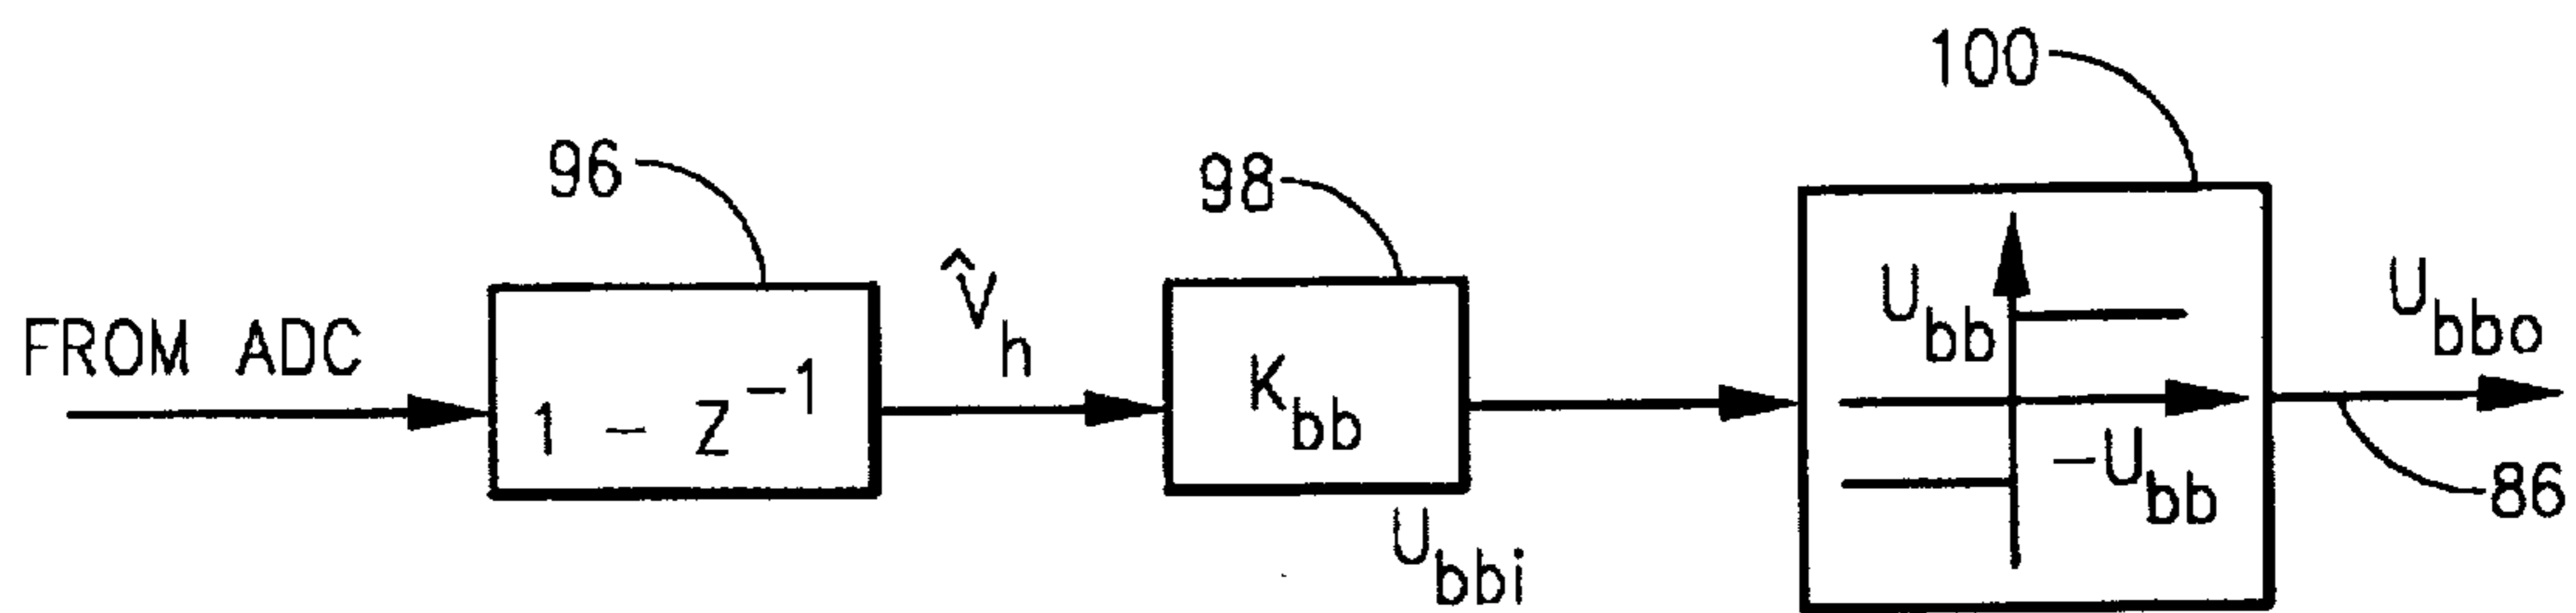 100
96
98
FROM ADC
1 - Z^-1
V̂_h
K_bb
U_bbi
U_bb
-U_bb
U_bbo
86